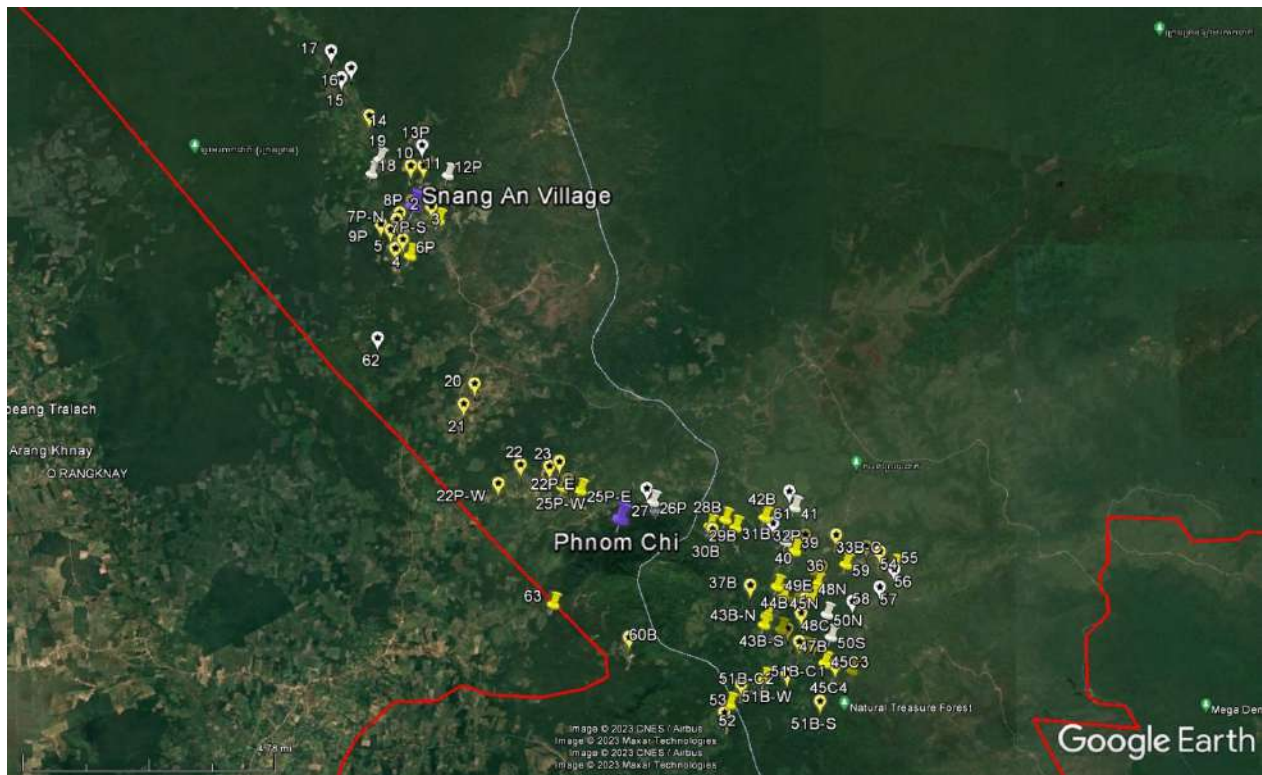 17
16
15
14
13P
19
10
11
18
12P
Snang An Village
8P
2
3
7P-N
7P-S
9P
5
6P
4
62
20
21
peang Tralach
Arang Khnay
O RANGKNAY
22
23
22P-W
22P-E
25P-W
25P-E
27
26P
Phnom Chi
28B
42B
61
41
29B
31B
32P
30B
40
39
33B-C
36
59
54
55
56
37B
49E
48N
57
58
44B
45N
43B-N
48C
50N
43B-S
47B
50S
63
60B
45C3
51B-C1
51B-C2
51B-W
45C4
53
52
51B-S
Natural Treasure Forest
Image © 2023 CNES / Airbus
Image © 2023 Maxar Technologies
Image © 2023 CNES / Airbus
Image © 2023 Maxar Technologies
4.78 mi
Google Earth